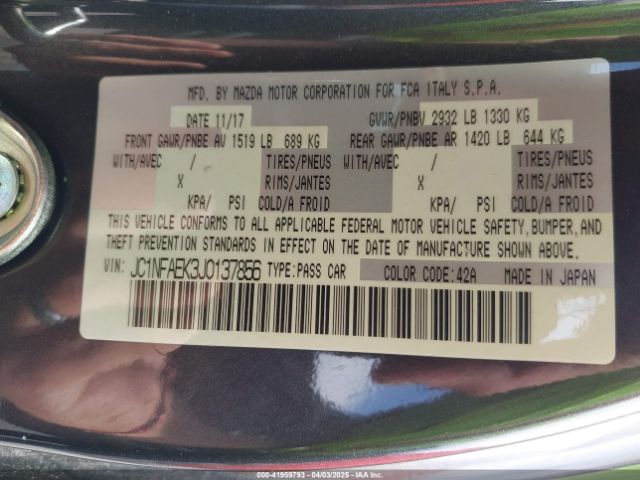 MFD. BY MAZDA MOTOR CORPORATION FOR FCA ITALY S.P.A.
DATE 11/17 GVWR/PNBV 2932 LB 1330 KG
FRONT GAWR/PNBE AV 1519 LB 689 KG REAR GAWR/PNBE AR 1420 LB 644 KG
WITH/AVEC / TIRES/PNEUS WITH/AVEC / TIRES/PNEUS
X RIMS/JANTES X RIMS/JANTES
KPA/ PSI COLD/A FROID KPA/ PSI COLD/A FROID
THIS VEHICLE CONFORMS TO ALL APPLICABLE FEDERAL MOTOR VEHICLE SAFETY, BUMPER, AND
THEFT PREVENTION STANDARDS IN EFFECT ON THE DATE OF MANUFACTURE SHOWN ABOVE.
VIN: JC1NFAEK3J0137856 TYPE:PASS CAR COLOR CODE:42A MADE IN JAPAN
000-41959793 - 04/03/2025 - IAAI.COM